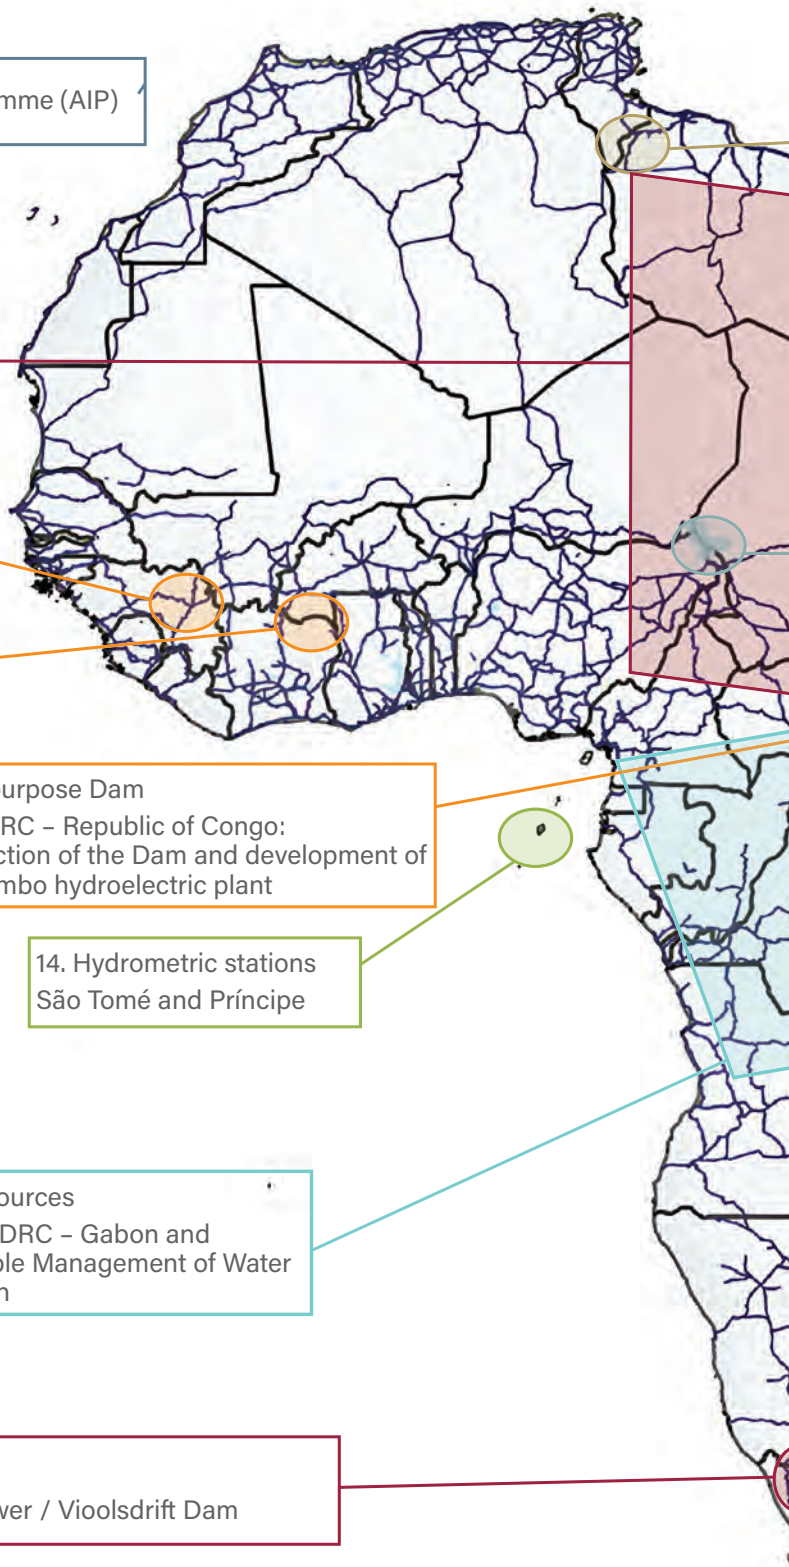 mme (AIP)
urpose Dam
RC – Republic of Congo:
ction of the Dam and development of
mbo hydroelectric plant
14. Hydrometric stations
São Tomé and Príncipe
ources
DRC – Gabon and
ble Management of Water
n
wer / Vioolsdrift Dam